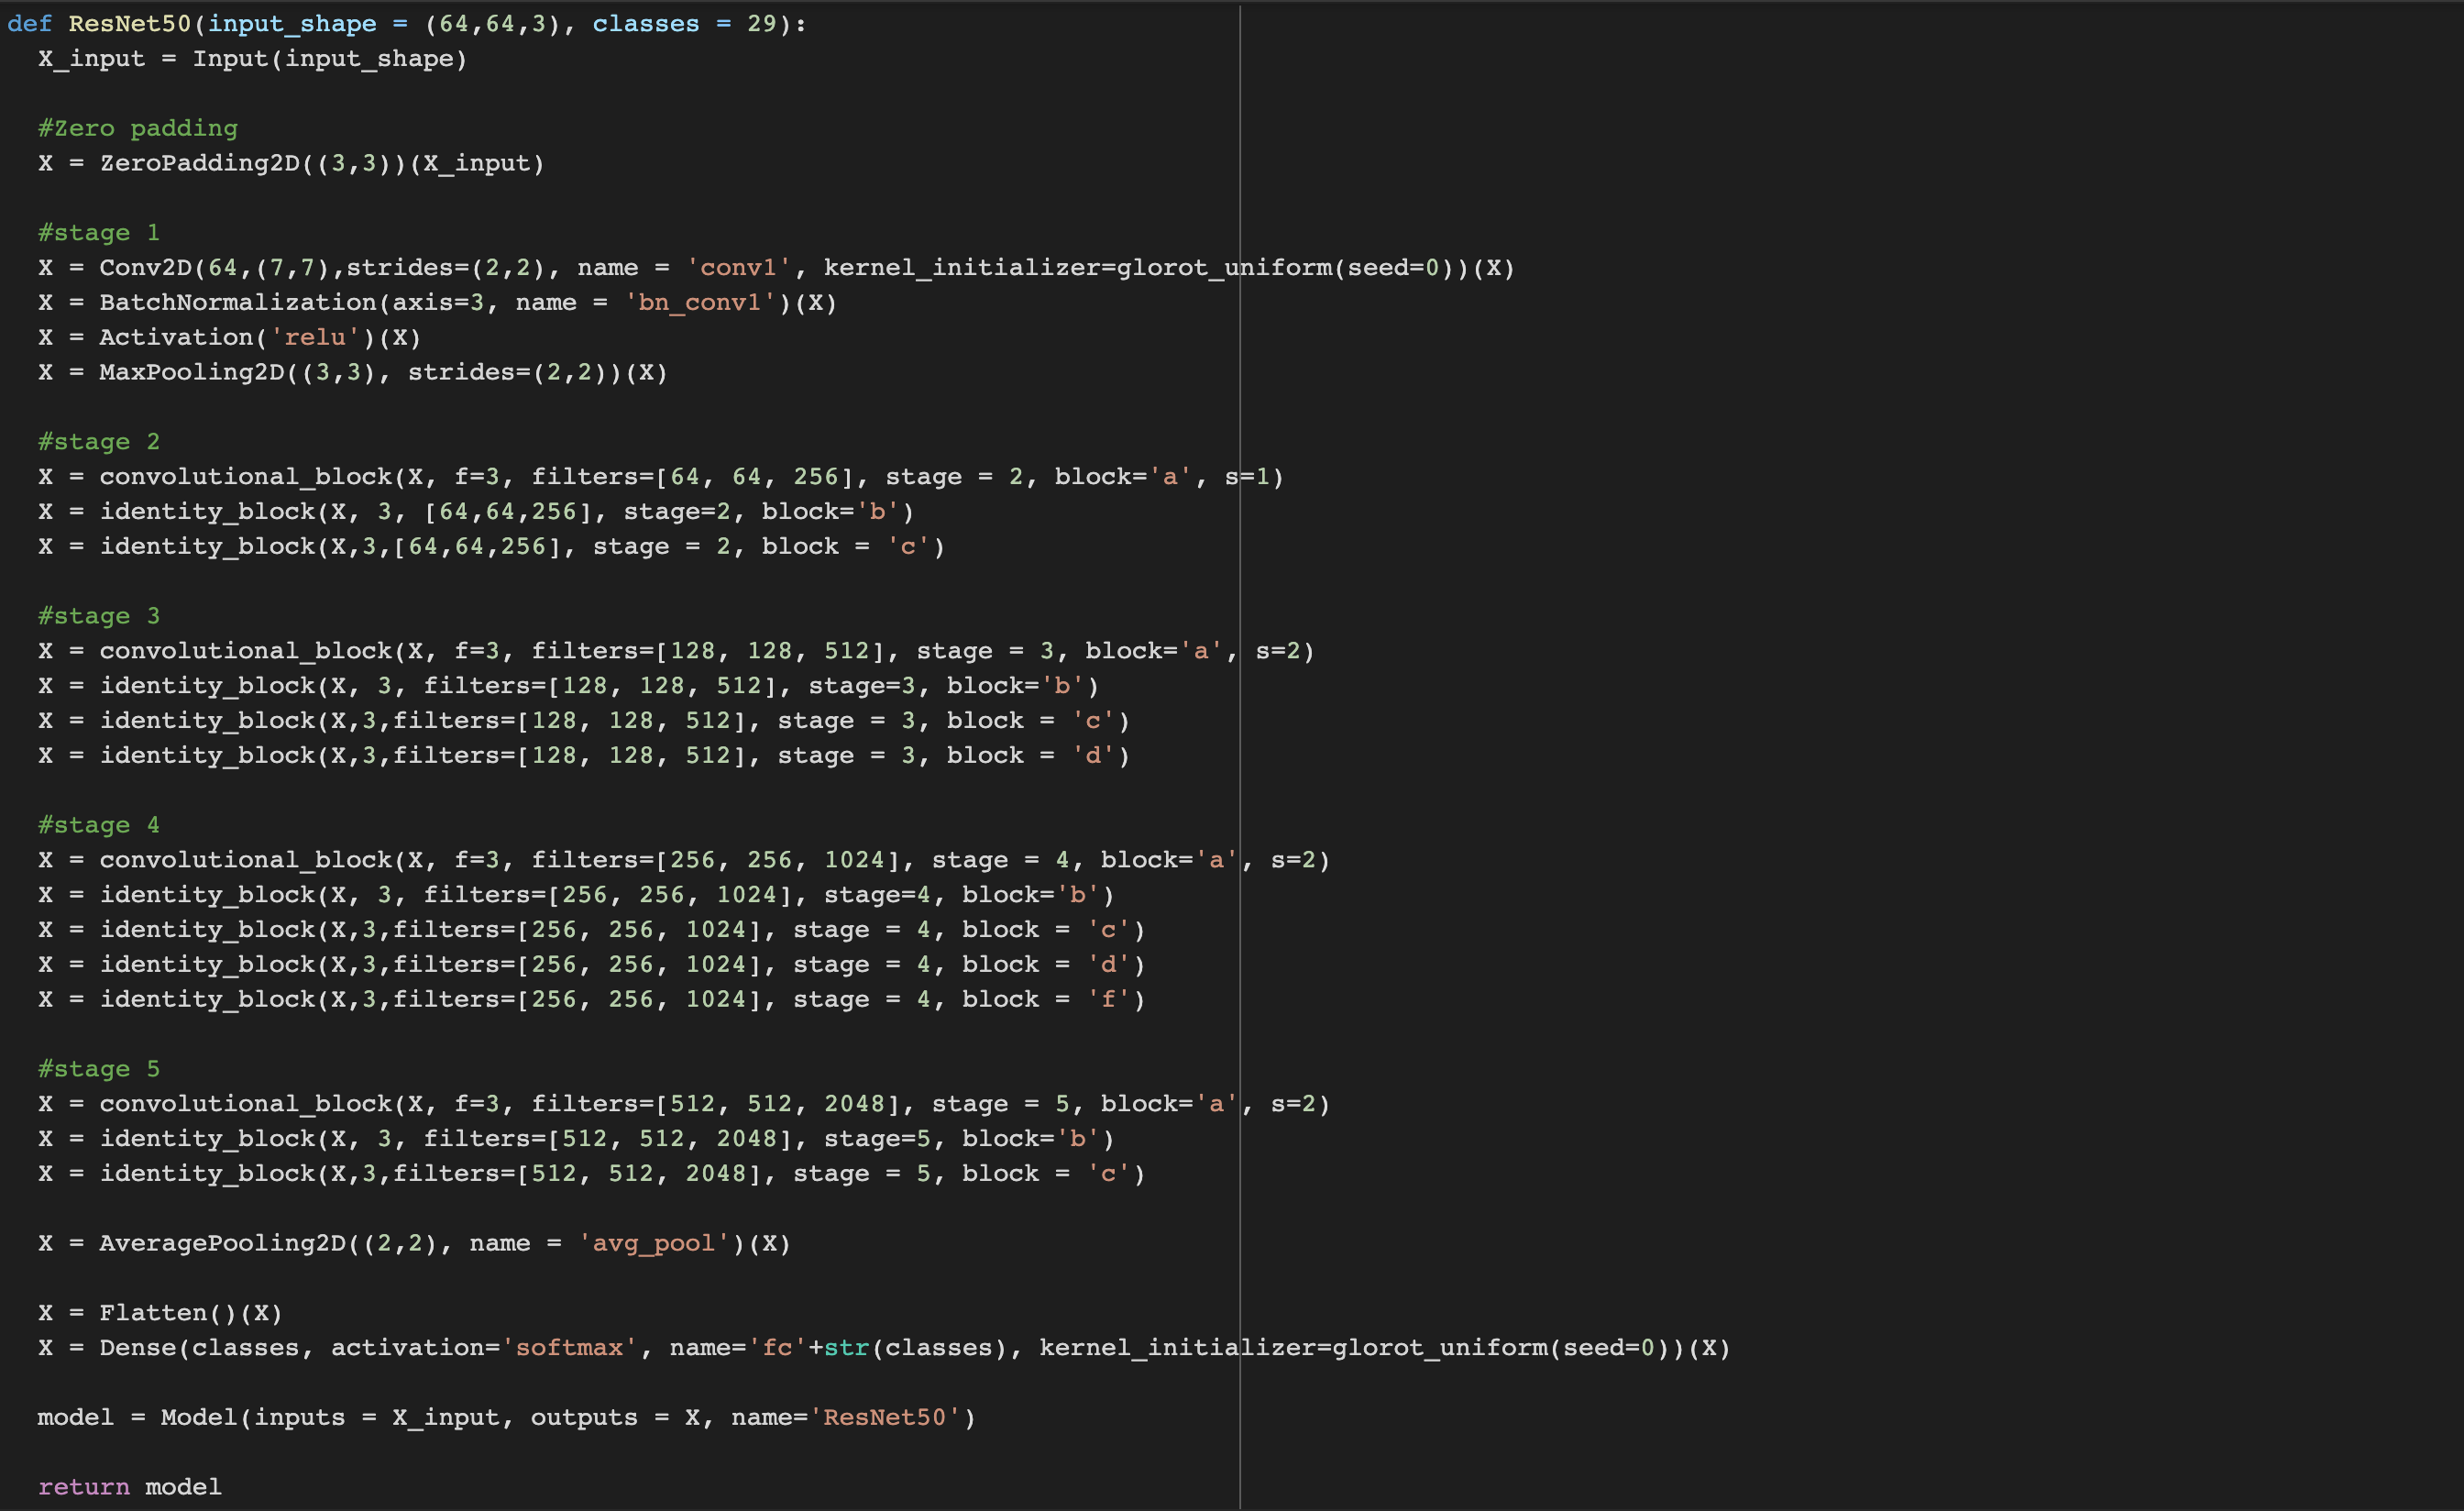 def ResNet50(input_shape = (64,64,3), classes = 29):
  X_input = Input(input_shape)

  #Zero padding
  X = ZeroPadding2D((3,3))(X_input)

  #stage 1
  X = Conv2D(64,(7,7),strides=(2,2), name = 'conv1', kernel_initializer=glorot_uniform(seed=0))(X)
  X = BatchNormalization(axis=3, name = 'bn_conv1')(X)
  X = Activation('relu')(X)
  X = MaxPooling2D((3,3), strides=(2,2))(X)

  #stage 2
  X = convolutional_block(X, f=3, filters=[64, 64, 256], stage = 2, block='a', s=1)
  X = identity_block(X, 3, [64,64,256], stage=2, block='b')
  X = identity_block(X,3,[64,64,256], stage = 2, block = 'c')

  #stage 3
  X = convolutional_block(X, f=3, filters=[128, 128, 512], stage = 3, block='a', s=2)
  X = identity_block(X, 3, filters=[128, 128, 512], stage=3, block='b')
  X = identity_block(X,3,filters=[128, 128, 512], stage = 3, block = 'c')
  X = identity_block(X,3,filters=[128, 128, 512], stage = 3, block = 'd')

  #stage 4
  X = convolutional_block(X, f=3, filters=[256, 256, 1024], stage = 4, block='a', s=2)
  X = identity_block(X, 3, filters=[256, 256, 1024], stage=4, block='b')
  X = identity_block(X,3,filters=[256, 256, 1024], stage = 4, block = 'c')
  X = identity_block(X,3,filters=[256, 256, 1024], stage = 4, block = 'd')
  X = identity_block(X,3,filters=[256, 256, 1024], stage = 4, block = 'f')

  #stage 5
  X = convolutional_block(X, f=3, filters=[512, 512, 2048], stage = 5, block='a', s=2)
  X = identity_block(X, 3, filters=[512, 512, 2048], stage=5, block='b')
  X = identity_block(X,3,filters=[512, 512, 2048], stage = 5, block = 'c')

  X = AveragePooling2D((2,2), name = 'avg_pool')(X)

  X = Flatten()(X)
  X = Dense(classes, activation='softmax', name='fc'+str(classes), kernel_initializer=glorot_uniform(seed=0))(X)

  model = Model(inputs = X_input, outputs = X, name='ResNet50')

  return model